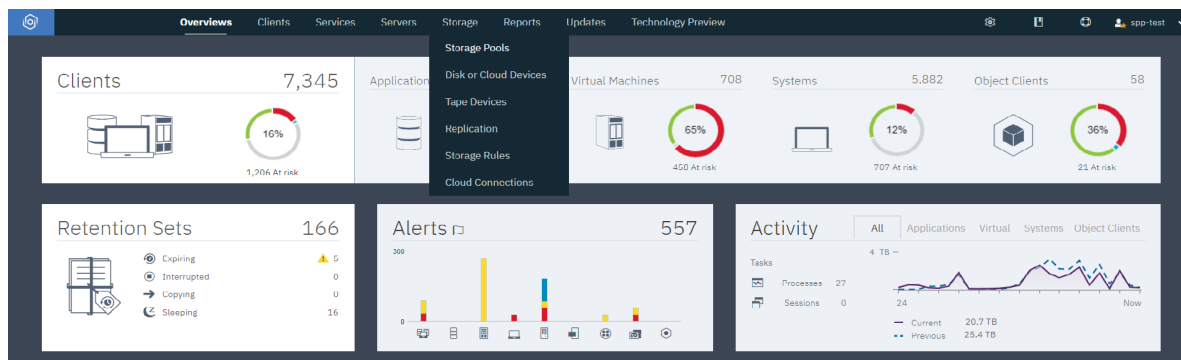 Overviews Clients Services Servers Storage Reports Updates Technology Preview spp-test
Storage Pools
Disk or Cloud Devices
Tape Devices
Replication
Storage Rules
Cloud Connections
Clients 7,345
16%
1,206 At risk
Application
Virtual Machines 708
65%
450 At risk
Systems 5.882
12%
707 At risk
Object Clients 58
36%
21 At risk
Retention Sets 166
Expiring 5
Interrupted 0
Copying 0
Sleeping 16
Alerts 557
300
0
Activity All Applications Virtual Systems Object Clients
Tasks
Processes 27
Sessions 0
4 TB
24 Now
Current 20.7 TB
Previous 25.4 TB